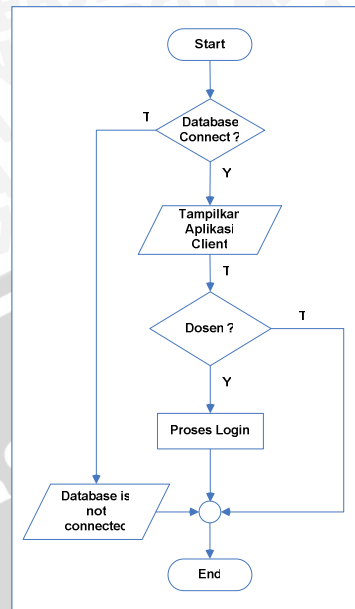 Start
Database
Connect ?
T
Y
Tampilkan
Aplikasi
Client
T
Dosen ?
T
Y
Proses Login
Database is
not
connected
End